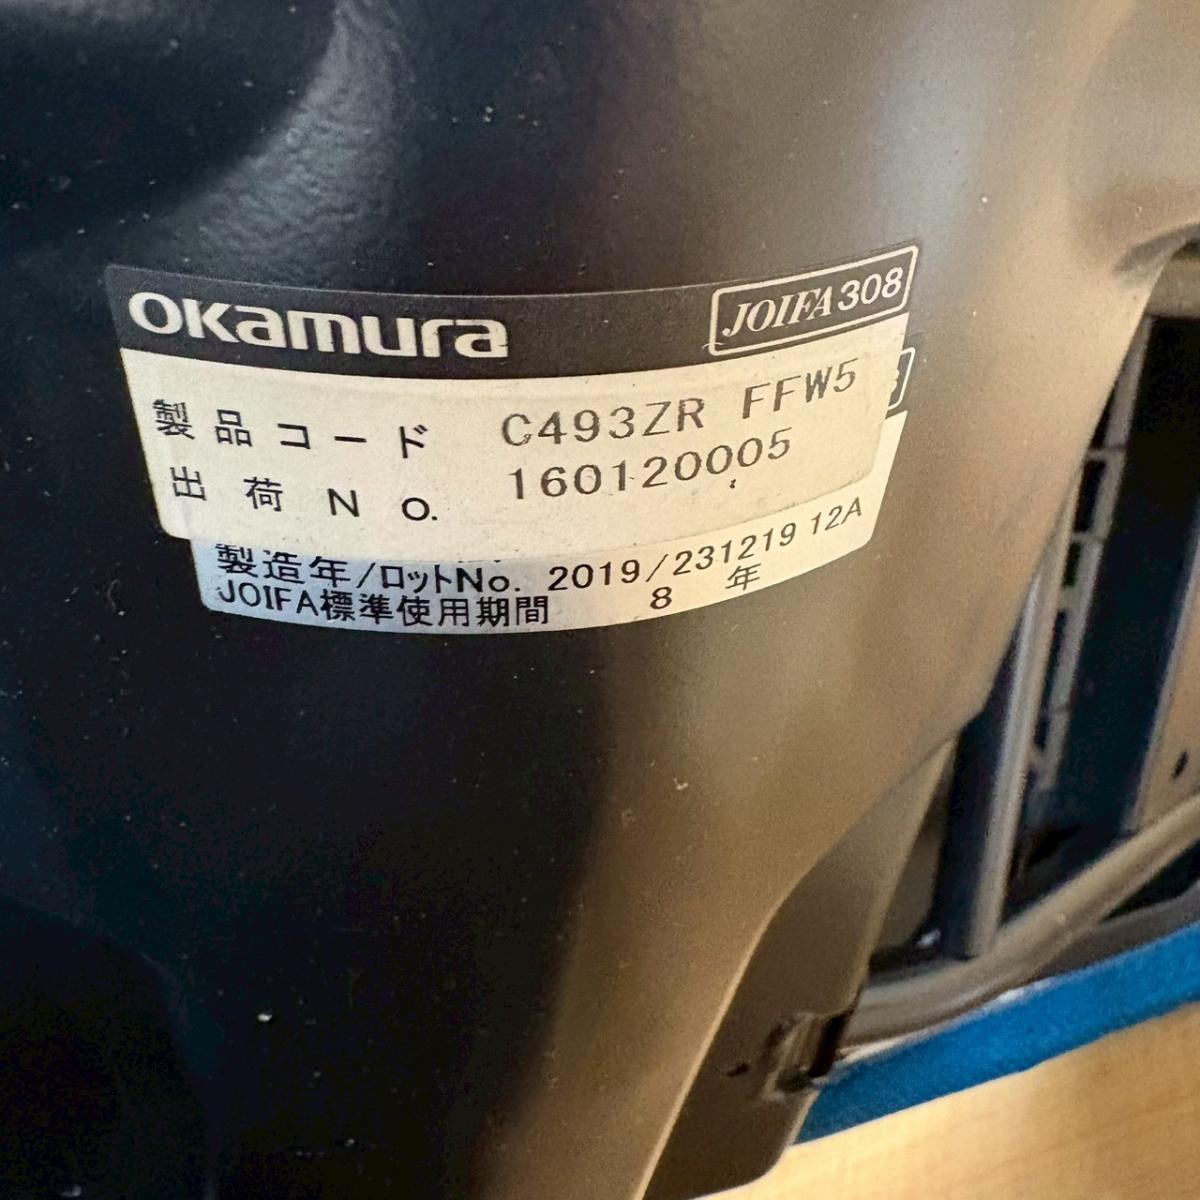 OKamura JOIFA308
製品コード C493ZR FFW5
出荷NO. 160120005
製造年/ロットNo. 2019/231219 12A
JOIFA標準使用期間 8年